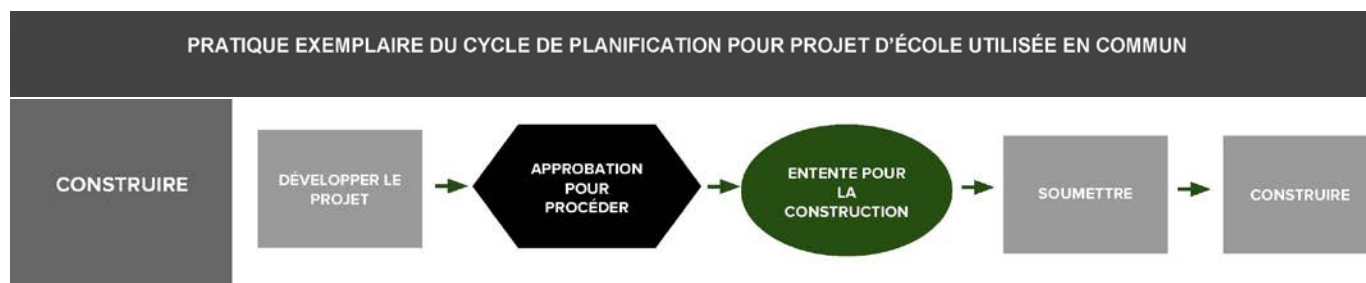 PRATIQUE EXEMPLAIRE DU CYCLE DE PLANIFICATION POUR PROJET D'ÉCOLE UTILISÉE EN COMMUN
CONSTRUIRE
DÉVELOPPER LE
PROJET
APPROBATION
POUR
PROCÉDER
ENTENTE POUR
LA
CONSTRUCTION
SOUMETTRE
CONSTRUIRE